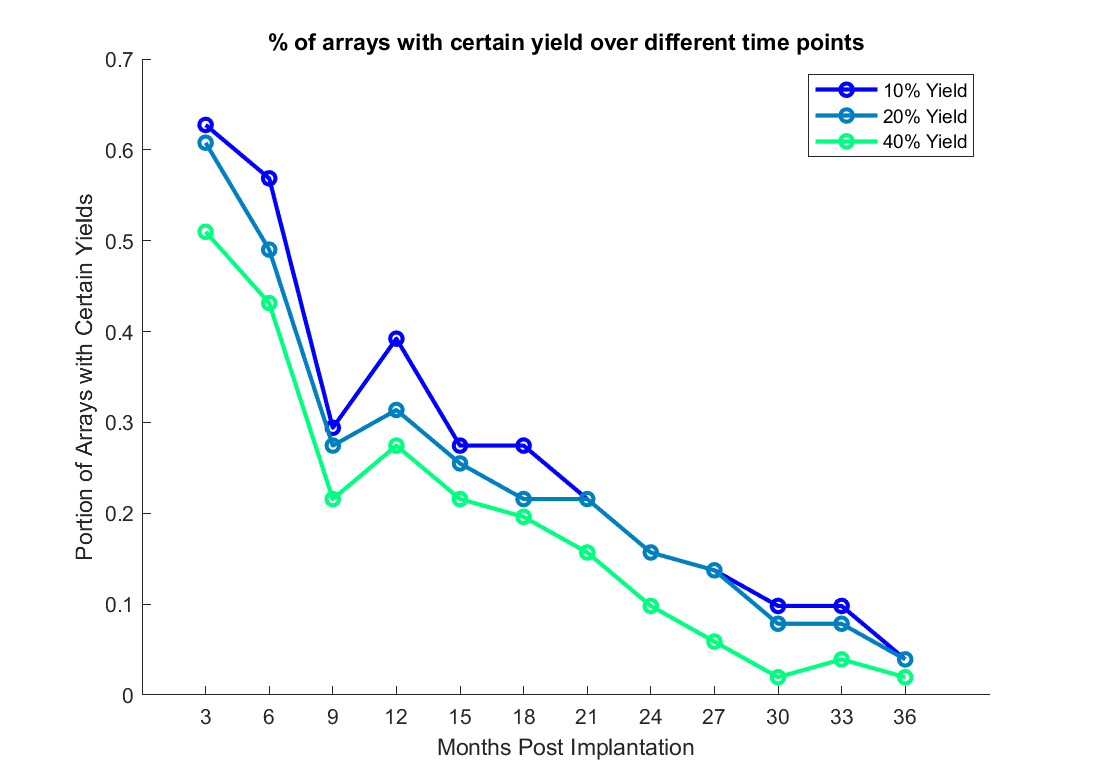 % of arrays with certain yield over different time points
0.7
0.6
0.5
0.4
0.3
0.2
0.1
0
Portion of Arrays with Certain Yields
10% Yield
20% Yield
40% Yield
3 6 9 12 15 18 21 24 27 30 33 36
Months Post Implantation